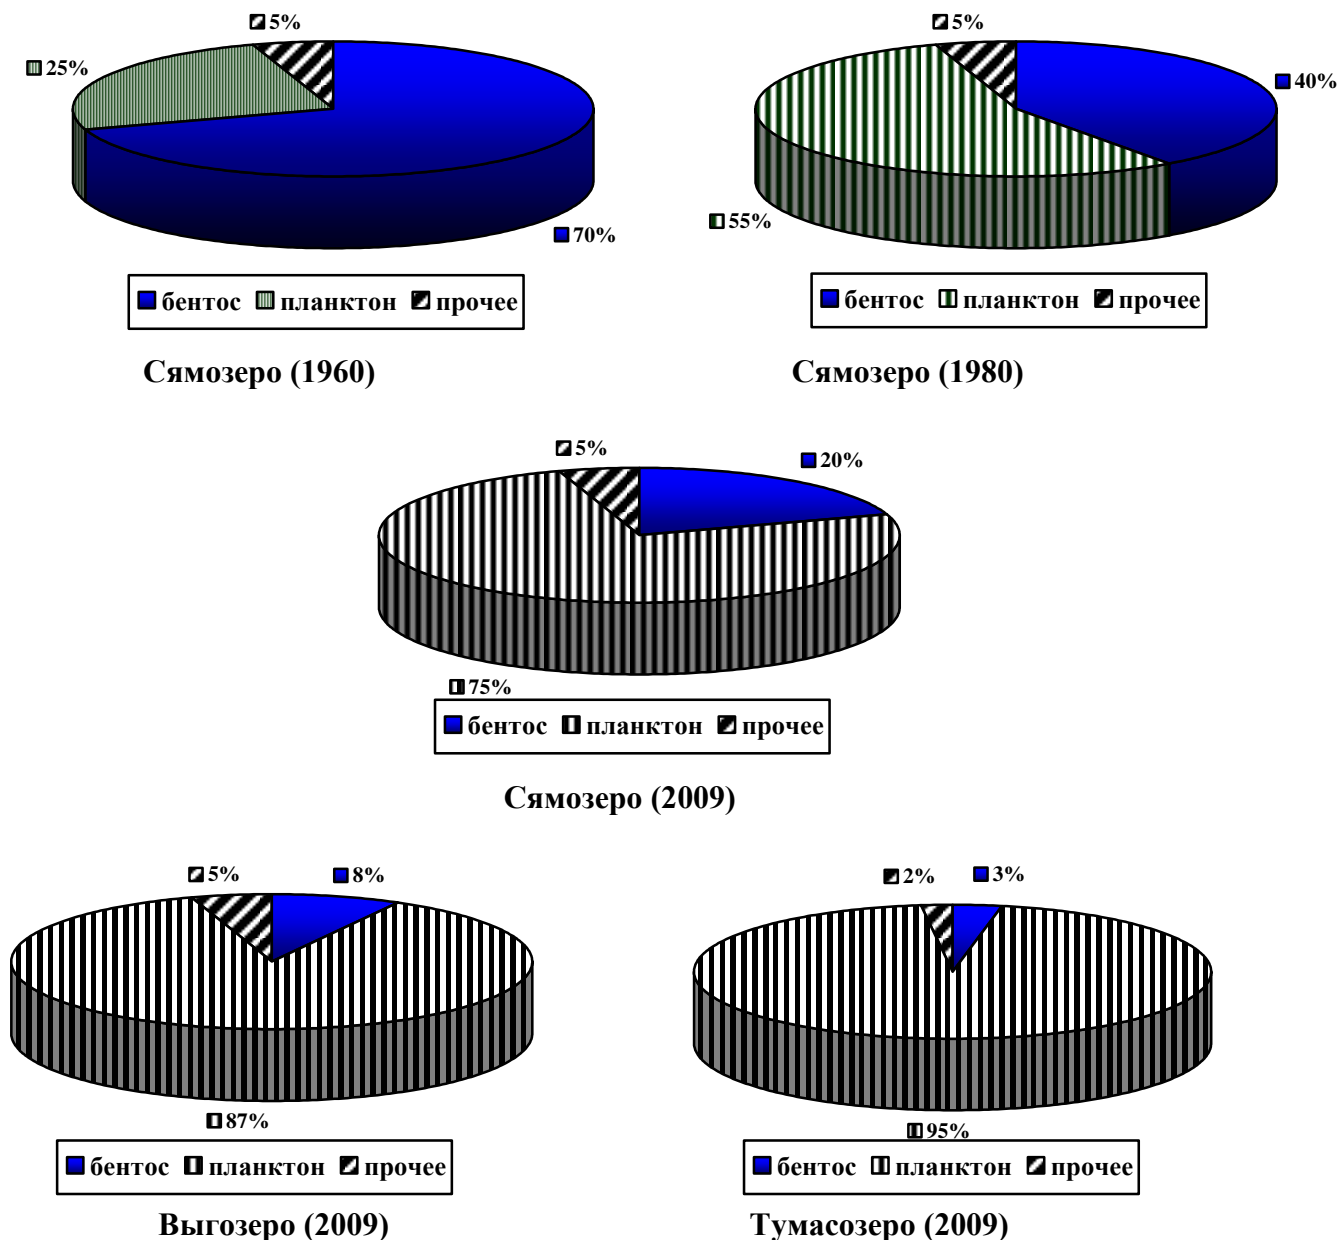 5%
25%
70%
бентос планктон прочее
Сямозеро (1960)
5%
40%
55%
бентос планктон прочее
Сямозеро (1980)
5%
20%
75%
бентос планктон прочее
Сямозеро (2009)
5%
8%
87%
бентос планктон прочее
Выгозеро (2009)
2%
3%
95%
бентос планктон прочее
Тумасозеро (2009)